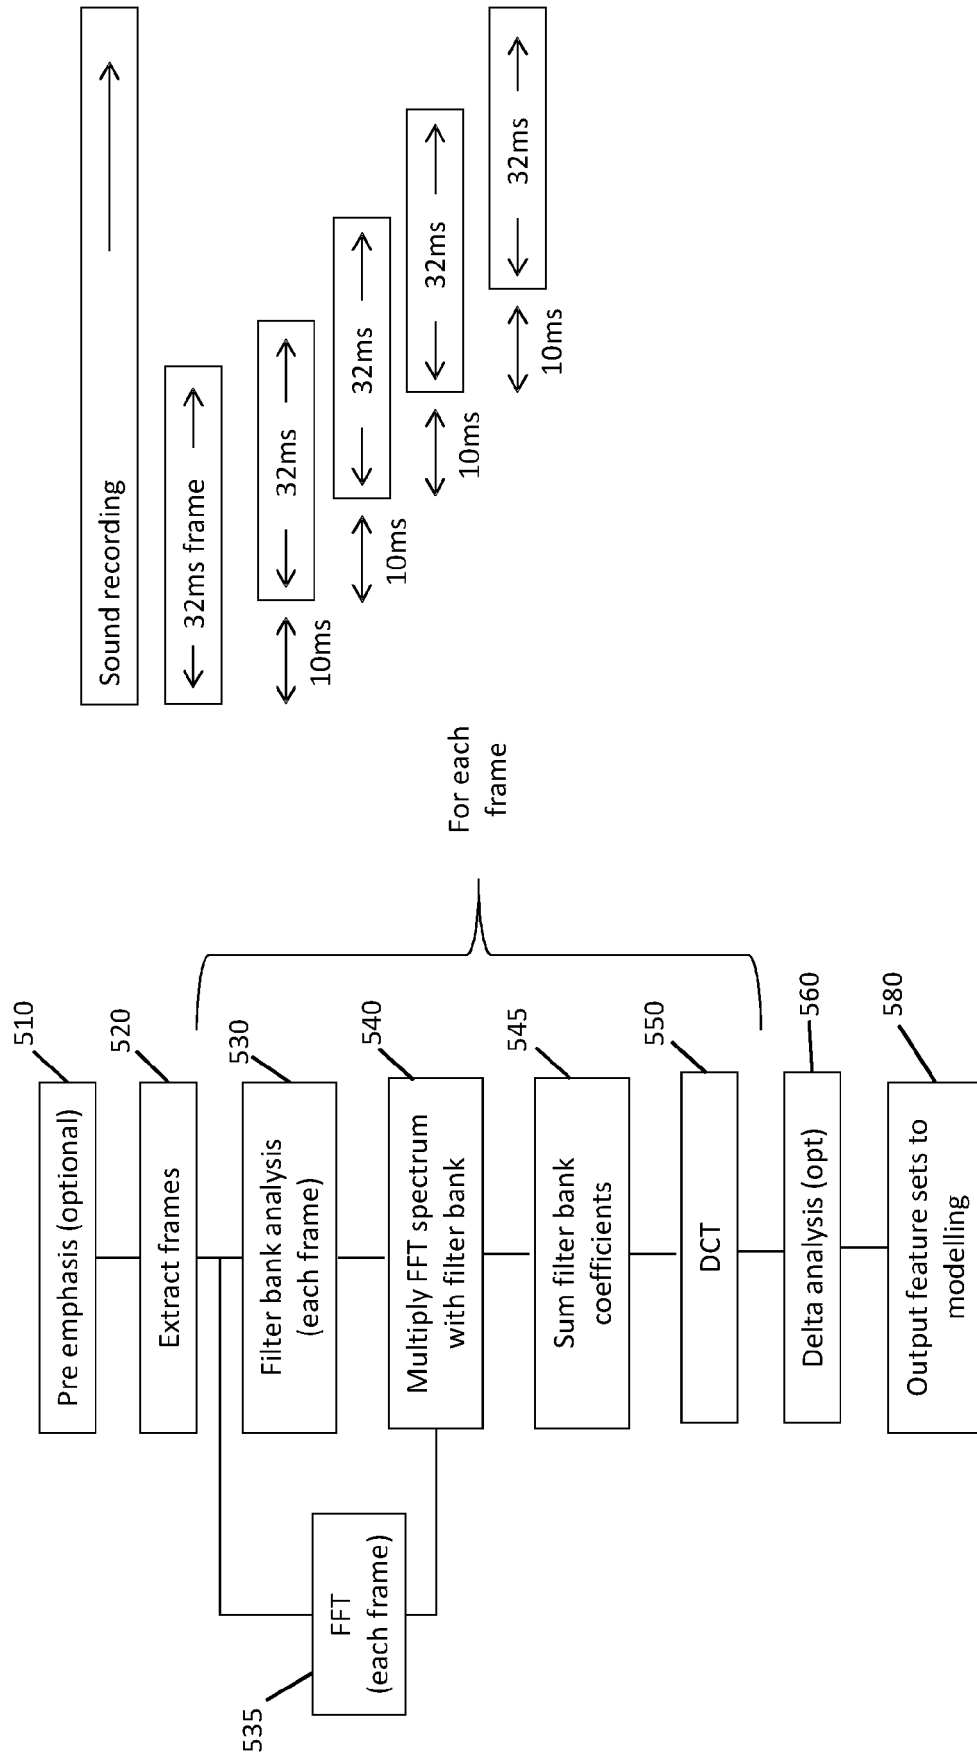 510
Pre emphasis (optional)
520
Extract frames
530
Filter bank analysis
(each frame)
535
FFT
(each frame)
540
Multiply FFT spectrum
with filter bank
545
Sum filter bank
coefficients
550
DCT
560
Delta analysis (opt)
580
Output feature sets to
modelling
For each
frame
Sound recording
32ms frame
32ms
10ms
32ms
10ms
32ms
10ms
32ms
10ms